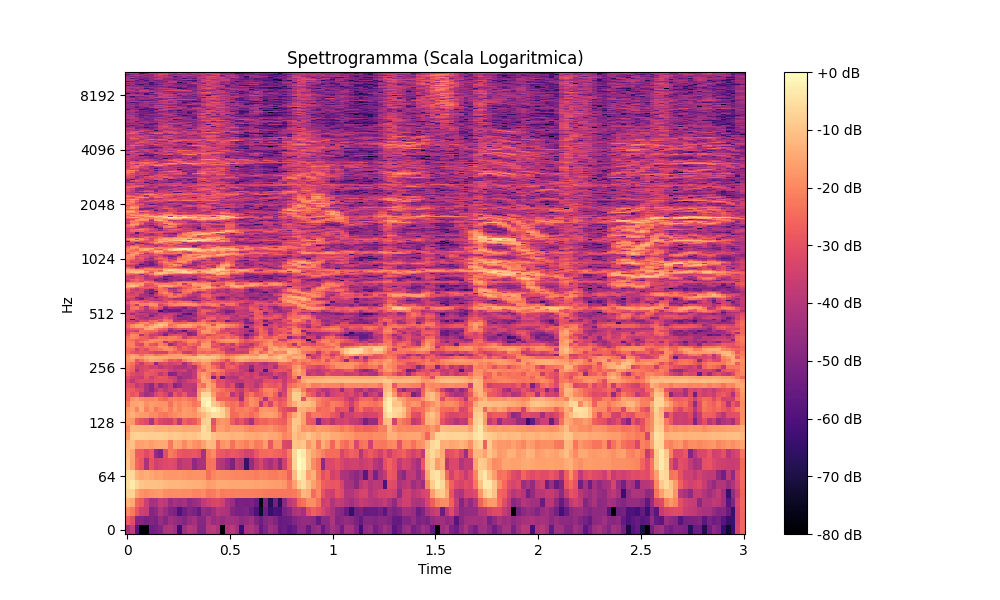 Spettrogramma (Scala Logaritmica)
Hz
8192
4096
2048
1024
512
256
128
64
0
0
0.5
1
1.5
2
2.5
3
Time
+0 dB
-10 dB
-20 dB
-30 dB
-40 dB
-50 dB
-60 dB
-70 dB
-80 dB